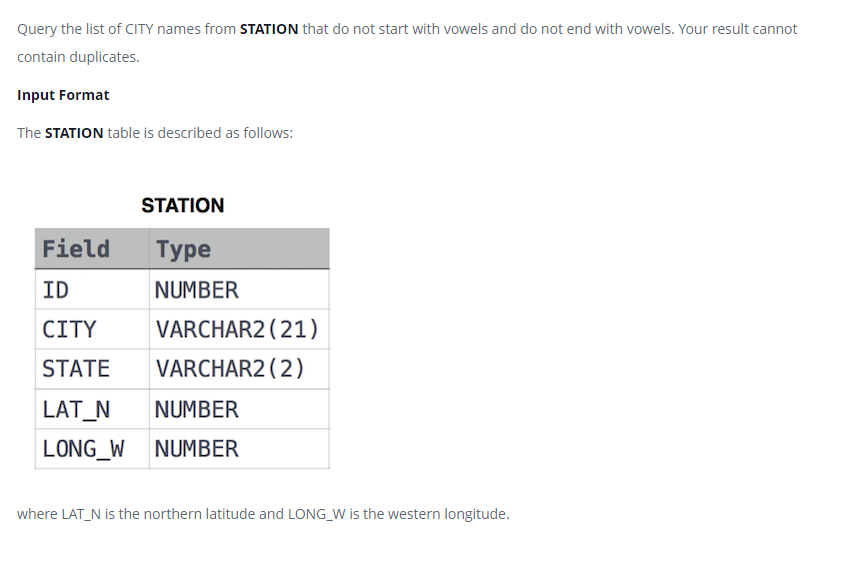 Query the list of CITY names from STATION that do not start with vowels and do not end with vowels. Your result cannot
contain duplicates.
Input Format
The STATION table is described as follows:
STATION
Field Type
ID NUMBER
CITY VARCHAR2(21)
STATE VARCHAR2(2)
LAT_N NUMBER
LONG_W NUMBER
where LAT_N is the northern latitude and LONG_W is the western longitude.